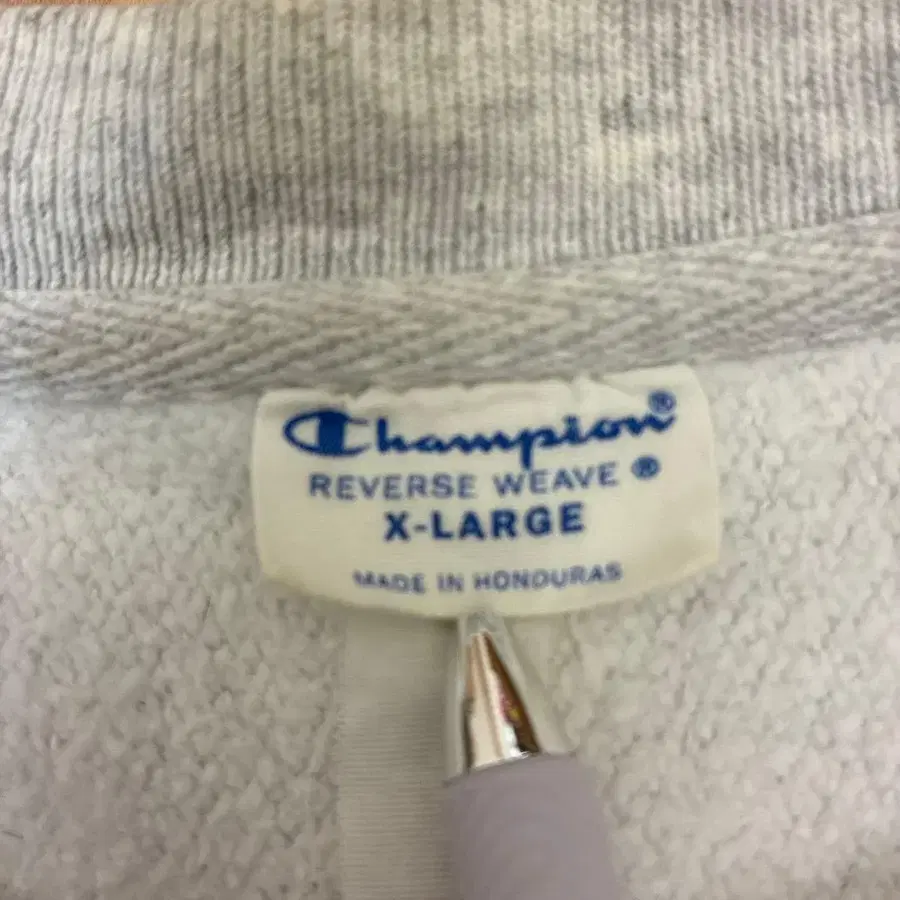 Champion®
REVERSE WEAVE ®
X-LARGE
MADE IN HONDURAS